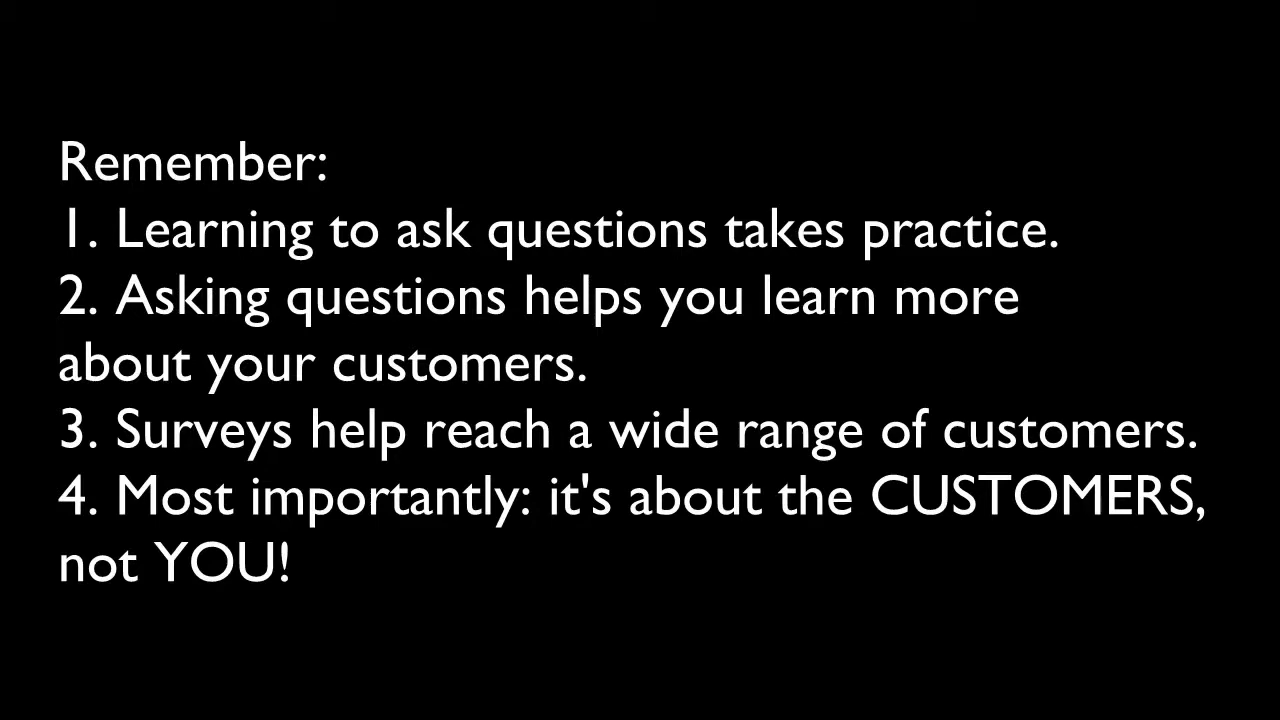 Remember:
1. Learning to ask questions takes practice.
2. Asking questions helps you learn more
about your customers.
3. Surveys help reach a wide range of customers.
4. Most importantly: it's about the CUSTOMERS,
not YOU!